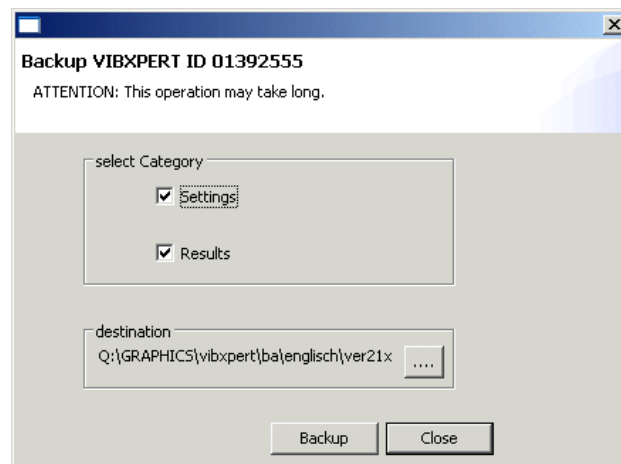 Backup VIBXPERT ID 01392555
ATTENTION: This operation may take long.
select Category
Settings
Results
destination
Q:\GRAPHICS\vibxpert\ba\englisch\ver21x
....
Backup Close